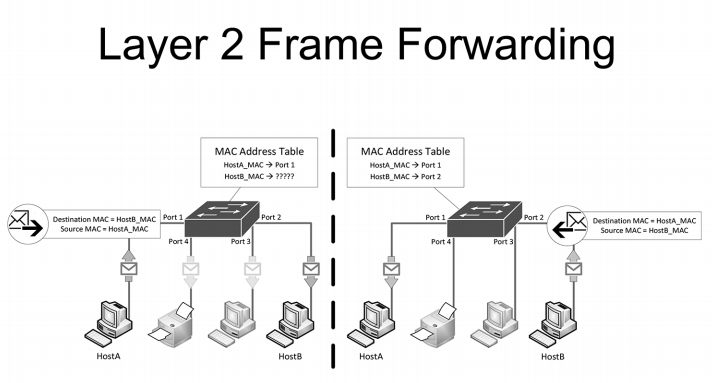 Layer 2 Frame Forwarding
MAC Address Table
HostA_MAC → Port 1
HostB_MAC → ?????
Destination MAC = HostB_MAC
Source MAC = HostA_MAC
Port 1
Port 2
Port 4
Port 3
HostA
HostB
MAC Address Table
HostA_MAC → Port 1
HostB_MAC → Port 2
Port 1
Port 2
Destination MAC = HostA_MAC
Source MAC = HostB_MAC
Port 4
Port 3
HostA
HostB